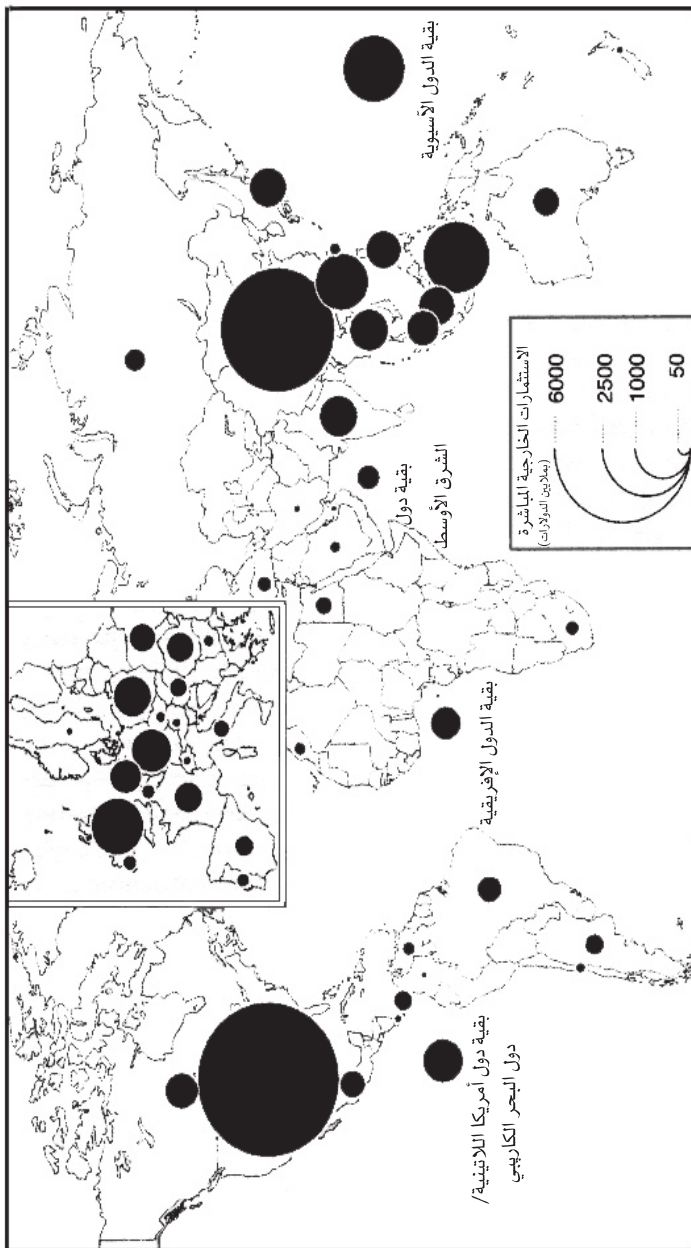 بقية الدول الآسيوية
بقية دول
الشرق الأوسط
بقية الدول الإفريقية
بقية دول أمريكا اللاتينية/
دول البحر الكاريبي
الاستثمارات الخارجية المباشرة
(بملايين الدولارات)
6000
2500
1000
50